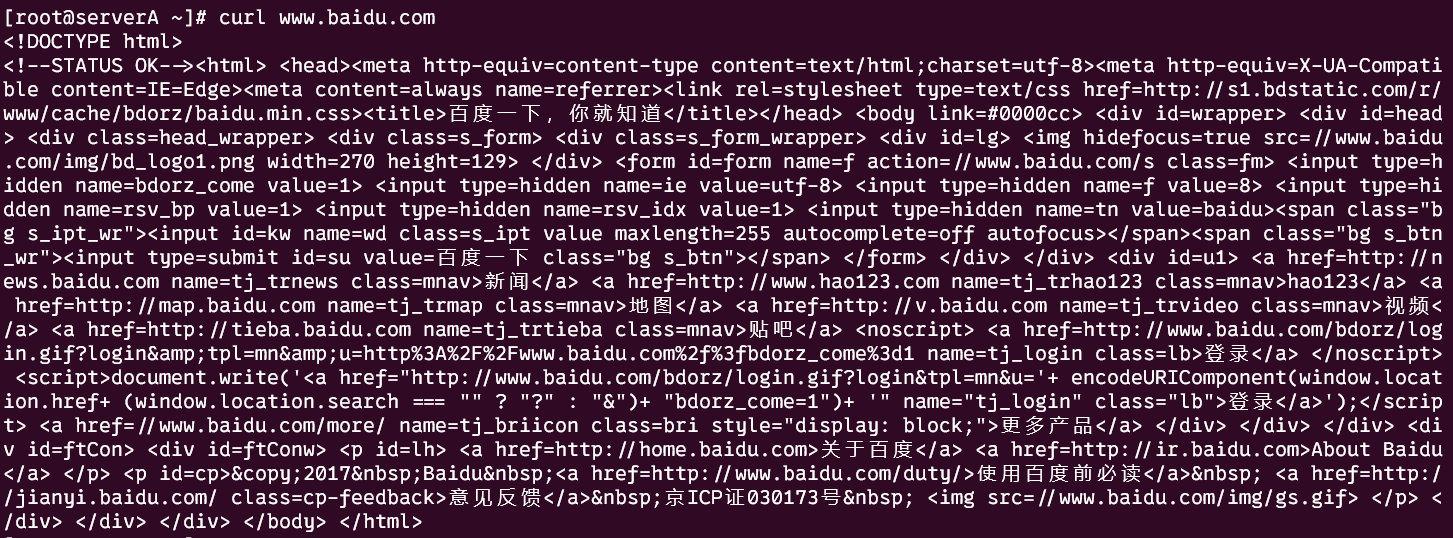 [root@serverA ~]# curl www.baidu.com
<!DOCTYPE html>
<!--STATUS OK--><html> <head><meta http-equiv=content-type content=text/html;charset=utf-8><meta http-equiv=X-UA-Compati
ble content=IE=Edge><meta content=always name=referrer><link rel=stylesheet type=text/css href=http://s1.bdstatic.com/r/
www/cache/bdorz/baidu.min.css><title>百度一下，你就知道</title></head> <body link=#0000cc> <div id=wrapper> <div id=head
> <div class=head_wrapper> <div class=s_form> <div class=s_form_wrapper> <div id=lg> <img hidefocus=true src=//www.baidu
.com/img/bd_logo1.png width=270 height=129> </div> <form id=form name=f action=//www.baidu.com/s class=fm> <input type=h
idden name=bdorz_come value=1> <input type=hidden name=ie value=utf-8> <input type=hidden name=f value=8> <input type=hi
dden name=rsv_bp value=1> <input type=hidden name=rsv_idx value=1> <input type=hidden name=tn value=baidu><span class="b
g s_ipt_wr"><input id=kw name=wd class=s_ipt value maxlength=255 autocomplete=off autofocus></span><span class="bg s_btn
_wr"><input type=submit id=su value=百度一下 class="bg s_btn"></span> </form> </div> </div> <div id=u1> <a href=http://n
ews.baidu.com name=tj_trnews class=mnav>新闻</a> <a href=http://www.hao123.com name=tj_trhao123 class=mnav>hao123</a> <a
 href=http://map.baidu.com name=tj_trmap class=mnav>地图</a> <a href=http://v.baidu.com name=tj_trvideo class=mnav>视频<
/a> <a href=http://tieba.baidu.com name=tj_trtieba class=mnav>贴吧</a> <noscript> <a href=http://www.baidu.com/bdorz/log
in.gif?login&amp;tpl=mn&amp;u=http%3A%2F%2Fwww.baidu.com%2f%3fbdorz_come%3d1 name=tj_login class=lb>登录</a> </noscript>
 <script>document.write('<a href="http://www.baidu.com/bdorz/login.gif?login&tpl=mn&u='+ encodeURIComponent(window.locat
ion.href+ (window.location.search === "" ? "?" : "&")+ "bdorz_come=1")+ '" name="tj_login" class="lb">登录</a>');</scrip
t> <a href=//www.baidu.com/more/ name=tj_briicon class=bri style="display: block;">更多产品</a> </div> </div> </div> <di
v id=ftCon> <div id=ftConw> <p id=lh> <a href=http://home.baidu.com>关于百度</a> <a href=http://ir.baidu.com>About Baidu
</a> </p> <p id=cp>&copy;2017&nbsp;Baidu&nbsp;<a href=http://www.baidu.com/duty/>使用百度前必读</a>&nbsp; <a href=http:/
/jianyi.baidu.com/ class=cp-feedback>意见反馈</a>&nbsp;京ICP证030173号&nbsp; <img src=//www.baidu.com/img/gs.gif> </p> <
/div> </div> </div> </body> </html>